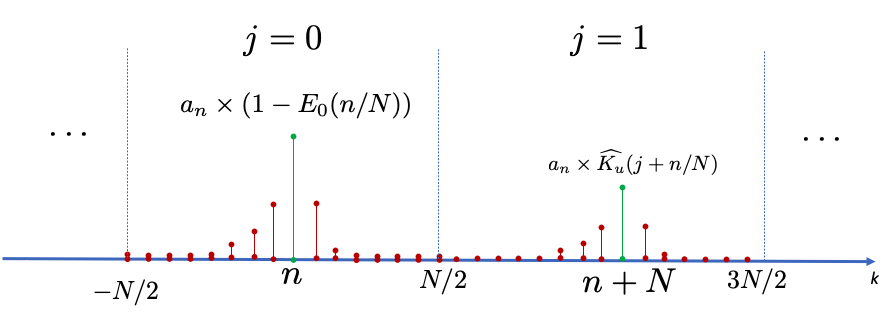 j = 0
j = 1
a_n × (1 − E_0(n/N))
. . .
. . .
a_n × \widehat{K_u}(j + n/N)
−N/2
n
N/2
n + N
3N/2
k